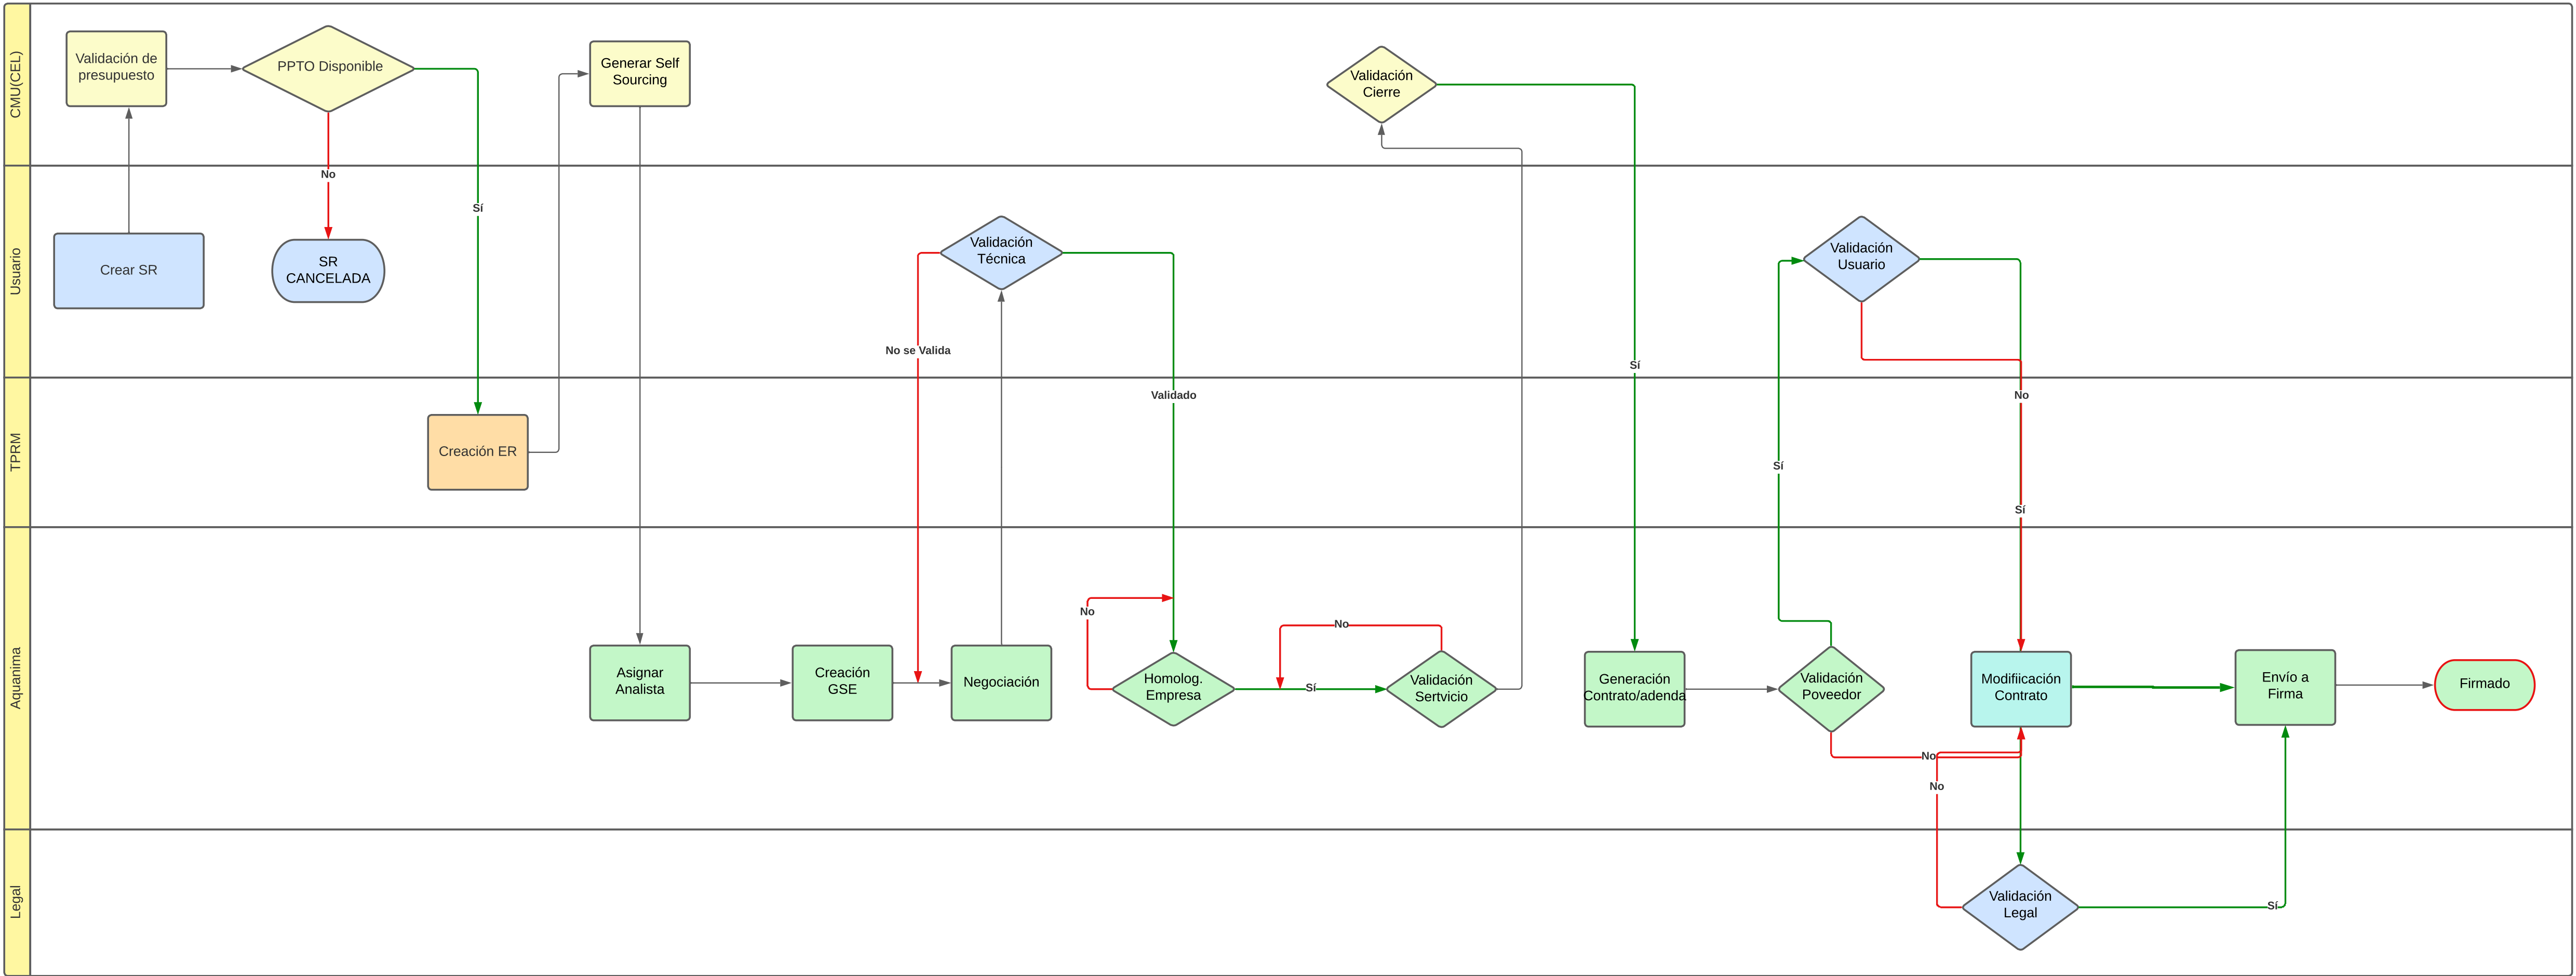 CMU(CEL)
Validación de
presupuesto
PPTO Disponible
Generar Self
Sourcing
Validación
Cierre
No
Sí
Usuario
Crear SR
SR
CANCELADA
Validación
Técnica
No se Valida
Validado
Sí
Validación
Usuario
TPRM
Creación ER
No
Sí
Sí
Aquanima
No
No
Asignar
Analista
Creación
GSE
Negociación
Homolog.
Empresa
Sí
Validación
Sertvicio
Generación
Contrato/adenda
Validación
Poveedor
Modifiicación
Contrato
Envío a
Firma
Firmado
No
No
Legal
Validación
Legal
Sí